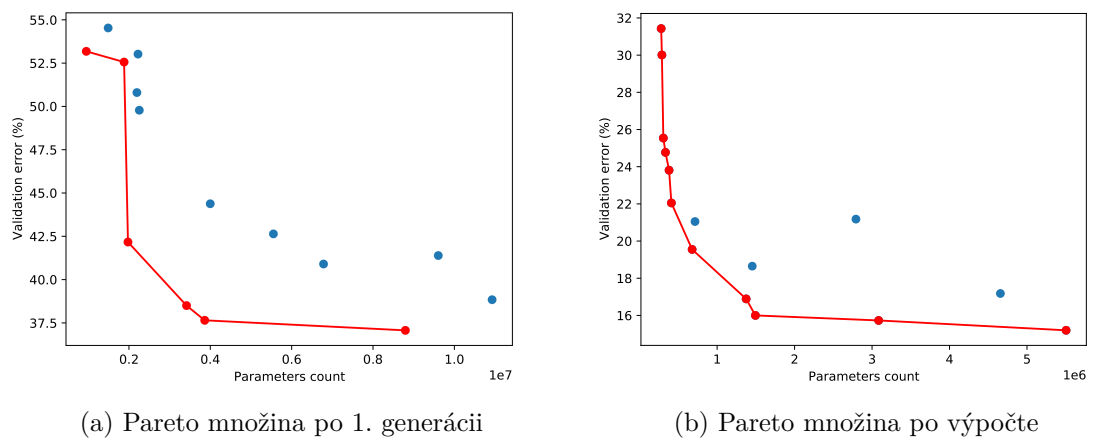 55.0
52.5
50.0
47.5
45.0
42.5
40.0
37.5
Validation error (%)
0.2 0.4 0.6 0.8 1.0
Parameters count
1e7
(a) Pareto množina po 1. generácii
32
30
28
26
24
22
20
18
16
Validation error (%)
1 2 3 4 5
Parameters count
1e6
(b) Pareto množina po výpočte